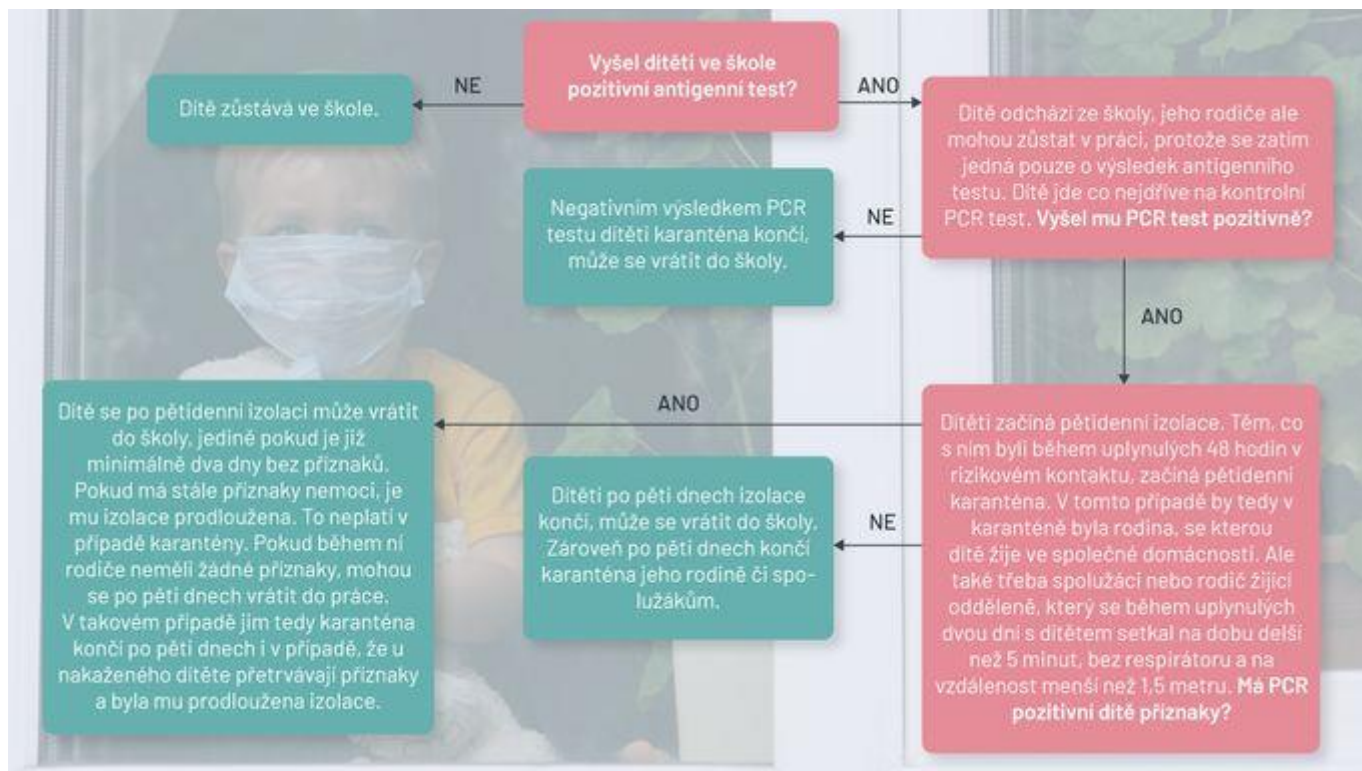 Vyšel dítěti ve škole
pozitivní antigenní test?
NE
Dítě zůstává ve škole.
ANO
Dítě odchází ze školy, jeho rodiče ale
mohou zůstat v práci, protože se zatím
jedná pouze o výsledek antigenního
testu. Dítě jde co nejdříve na kontrolní
PCR test. Vyšel mu PCR test pozitivně?
NE
Negativním výsledkem PCR
testu dítěti karanténa končí,
může se vrátit do školy.
ANO
Dítěti začíná pětidenní izolace. Těm, co
s ním byli během uplynulých 48 hodin v
rizikovém kontaktu, začíná pětidenní
karanténa. V tomto případě by tedy v
karanténě byla rodina, se kterou
dítě žije ve společné domácnosti. Ale
také třeba spolužáci nebo rodič žijící
odděleně, který se během uplynulých
dvou dní s dítětem setkal na dobu delší
než 5 minut, bez respirátoru a na
vzdálenost menší než 1,5 metru. Má PCR
pozitivní dítě příznaky?
ANO
Dítě se po pětidenní izolaci může vrátit
do školy, jedině pokud je již
minimálně dva dny bez příznaků.
Pokud má stále příznaky nemoci, je
mu izolace prodloužena. To neplatí v
případě karantény. Pokud během ní
rodiče neměli žádné příznaky, mohou
se po pěti dnech vrátit do práce.
V takovém případě jim tedy karanténa
končí po pěti dnech i v případě, že u
nakaženého dítěte přetrvávají příznaky
a byla mu prodloužena izolace.
NE
Dítěti po pěti dnech izolace
končí, může se vrátit do školy.
Zároveň po pěti dnech končí
karanténa jeho rodině či spo-
lužákům.